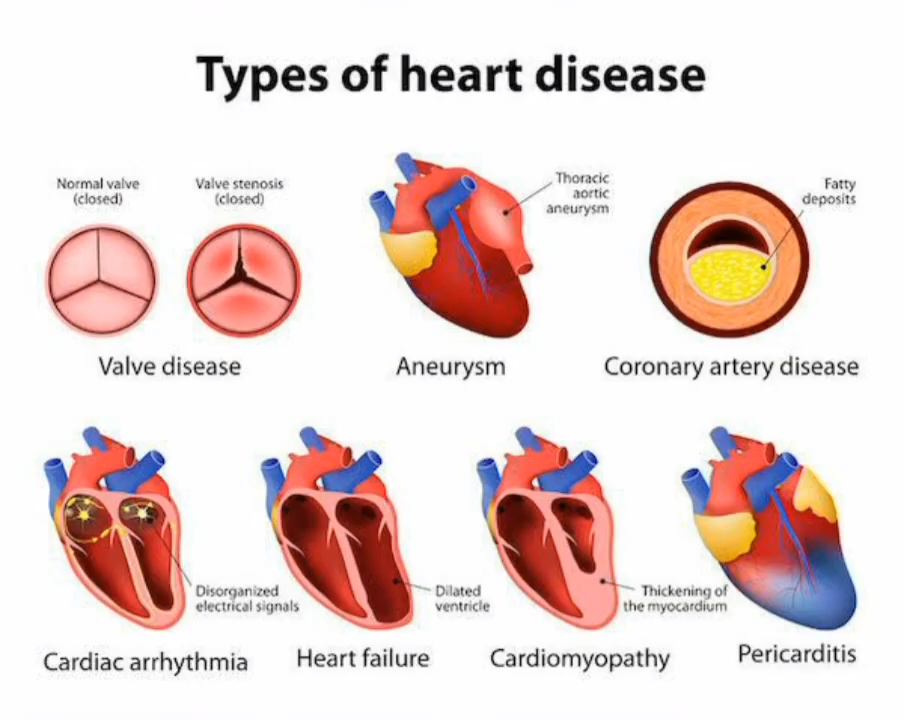 Types of heart disease
Normal valve
(closed)
Valve stenosis
(closed)
Valve disease
Thoracic
aortic
aneurysm
Aneurysm
Fatty
deposits
Coronary artery disease
Disorganized
electrical signals
Cardiac arrhythmia
Dilated
ventricle
Heart failure
Thickening of
the myocardium
Cardiomyopathy
Pericarditis